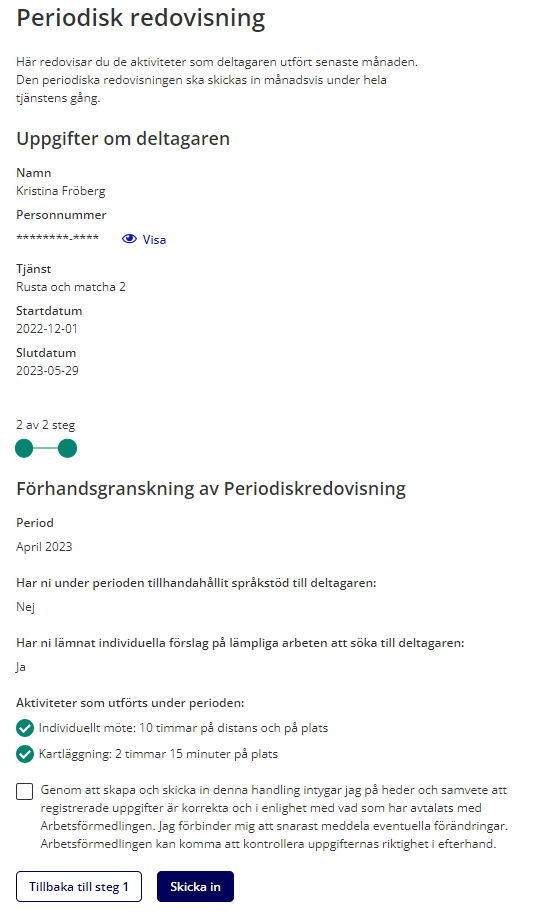 Periodisk redovisning
Här redovisar du de aktiviteter som deltagaren utfört senaste månaden.
Den periodiska redovisningen ska skickas in månadsvis under hela
tjänstens gång.
Uppgifter om deltagaren
Namn
Kristina Fröberg
Personnummer
********-**** Visa
Tjänst
Rusta och matcha 2
Startdatum
2022-12-01
Slutdatum
2023-05-29
2 av 2 steg
Förhandsgranskning av Periodiskredovisning
Period
April 2023
Har ni under perioden tillhandahållit språkstöd till deltagaren:
Nej
Har ni lämnat individuella förslag på lämpliga arbeten att söka till deltagaren:
Ja
Aktiviteter som utförts under perioden:
Individuellt möte: 10 timmar på distans och på plats
Kartläggning: 2 timmar 15 minuter på plats
Genom att skapa och skicka in denna handling intygar jag på heder och samvete att
registrerade uppgifter är korrekta och i enlighet med vad som har avtalats med
Arbetsförmedlingen. Jag förbinder mig att snarast meddela eventuella förändringar.
Arbetsförmedlingen kan komma att kontrollera uppgifternas riktighet i efterhand.
Tillbaka till steg 1 Skicka in